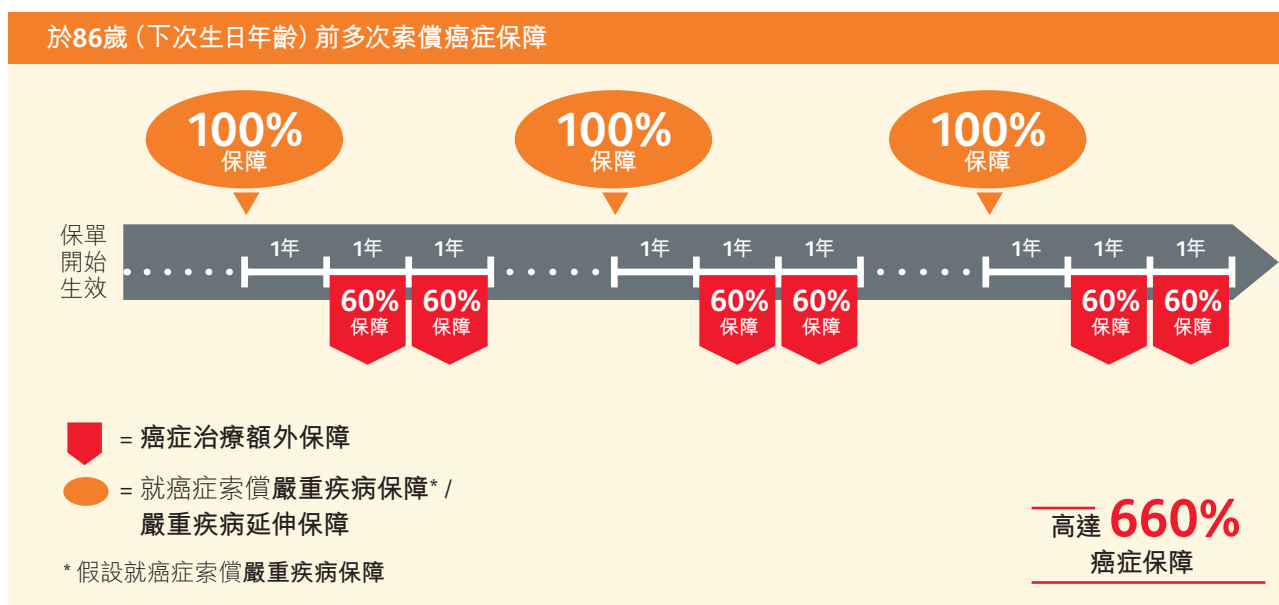 於86歲（下次生日年齡）前多次索償癌症保障
100%
保障
100%
保障
100%
保障
保單
開始
生效
1年
1年
1年
1年
1年
1年
1年
1年
1年
60%
保障
60%
保障
60%
保障
60%
保障
60%
保障
60%
保障
= 癌症治療額外保障
= 就癌症索償嚴重疾病保障* /
嚴重疾病延伸保障
* 假設就癌症索償嚴重疾病保障
高達 660%
癌症保障